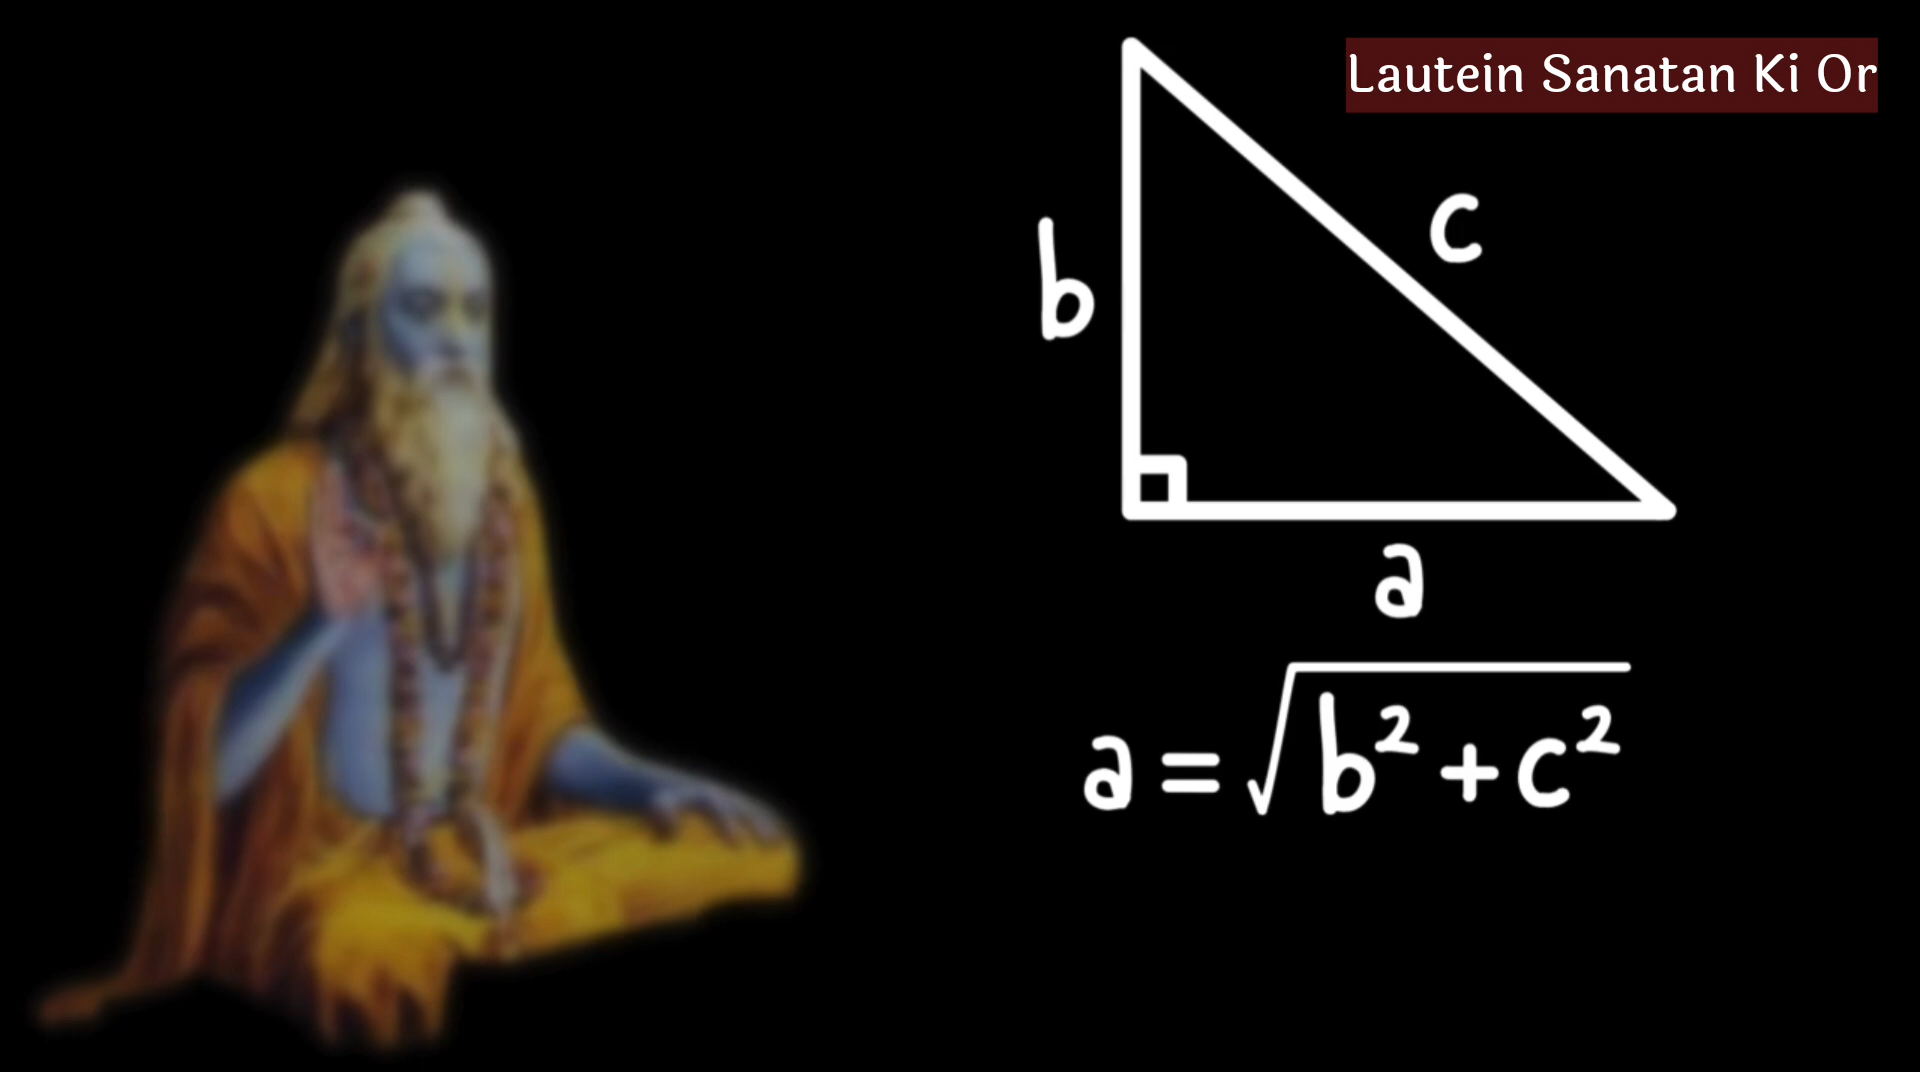 Lautein Sanatan Ki Or
b
c
a
a = √b² + c²